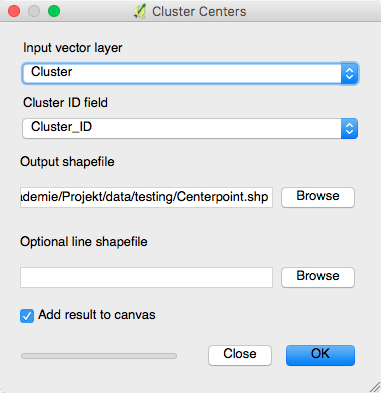 Cluster Centers
Input vector layer
Cluster
Cluster ID field
Cluster_ID
Output shapefile
ademie/Projekt/data/testing/Centerpoint.shp
Browse
Optional line shapefile
Browse
Add result to canvas
Close
OK